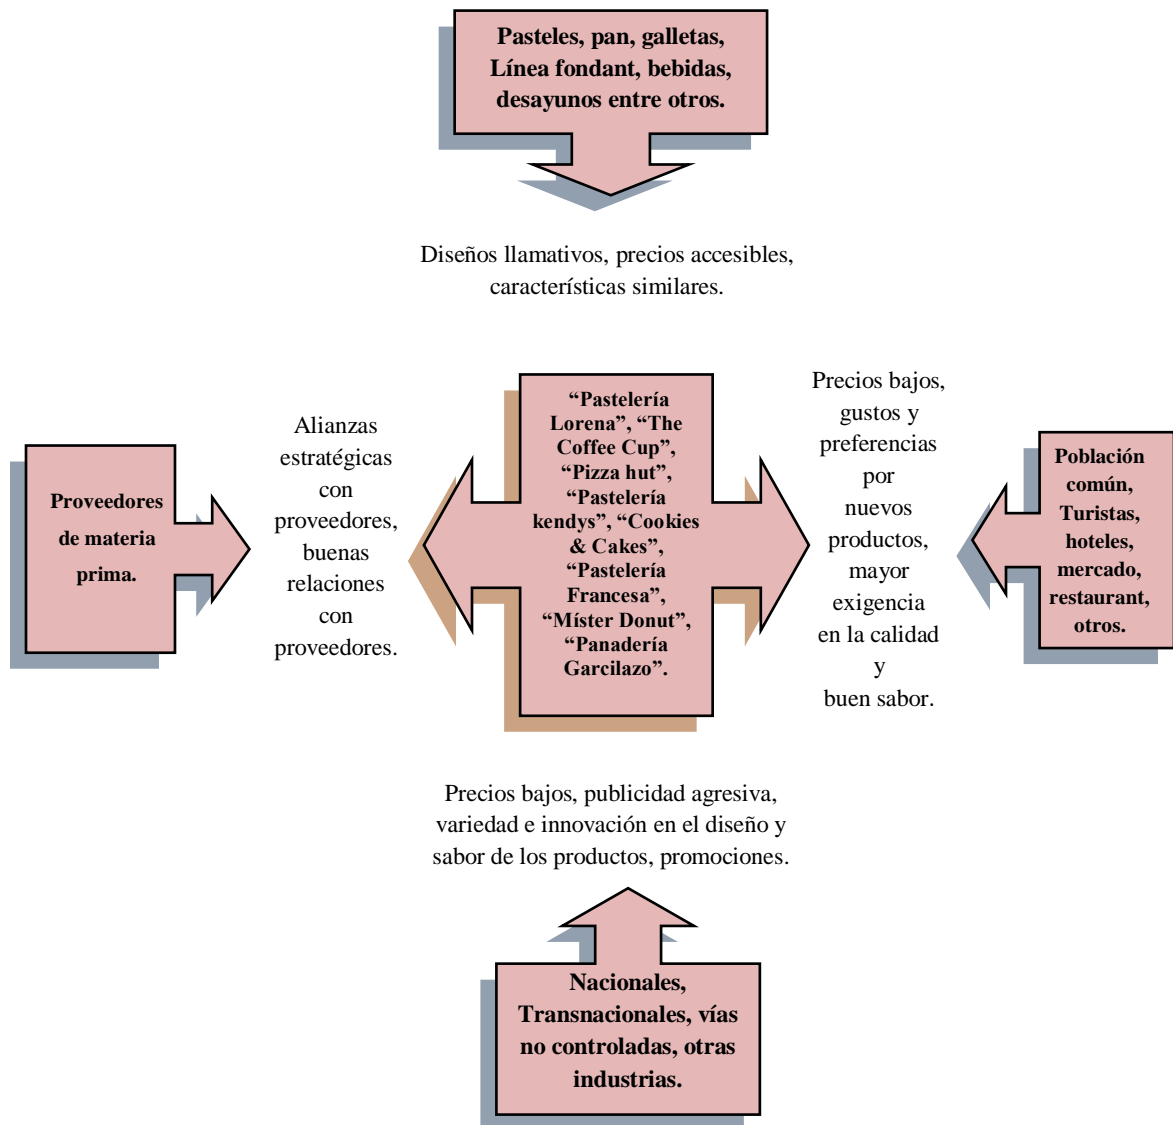 Pasteles, pan, galletas,
Línea fondant, bebidas,
desayunos entre otros.
Diseños llamativos, precios accesibles,
características similares.
Proveedores
de materia
prima.
Alianzas
estratégicas
con
proveedores,
buenas
relaciones
con
proveedores.
“Pastelería
Lorena”, “The
Coffee Cup”,
“Pizza hut”,
“Pastelería
kendys”, “Cookies
& Cakes”,
“Pastelería
Francesa”,
“Míster Donut”,
“Panadería
Garcilazo”.
Precios bajos,
gustos y
preferencias
por
nuevos
productos,
mayor
exigencia
en la calidad
y
buen sabor.
Población
común,
Turistas,
hoteles,
mercado,
restaurant,
otros.
Precios bajos, publicidad agresiva,
variedad e innovación en el diseño y
sabor de los productos, promociones.
Nacionales,
Transnacionales, vías
no controladas, otras
industrias.